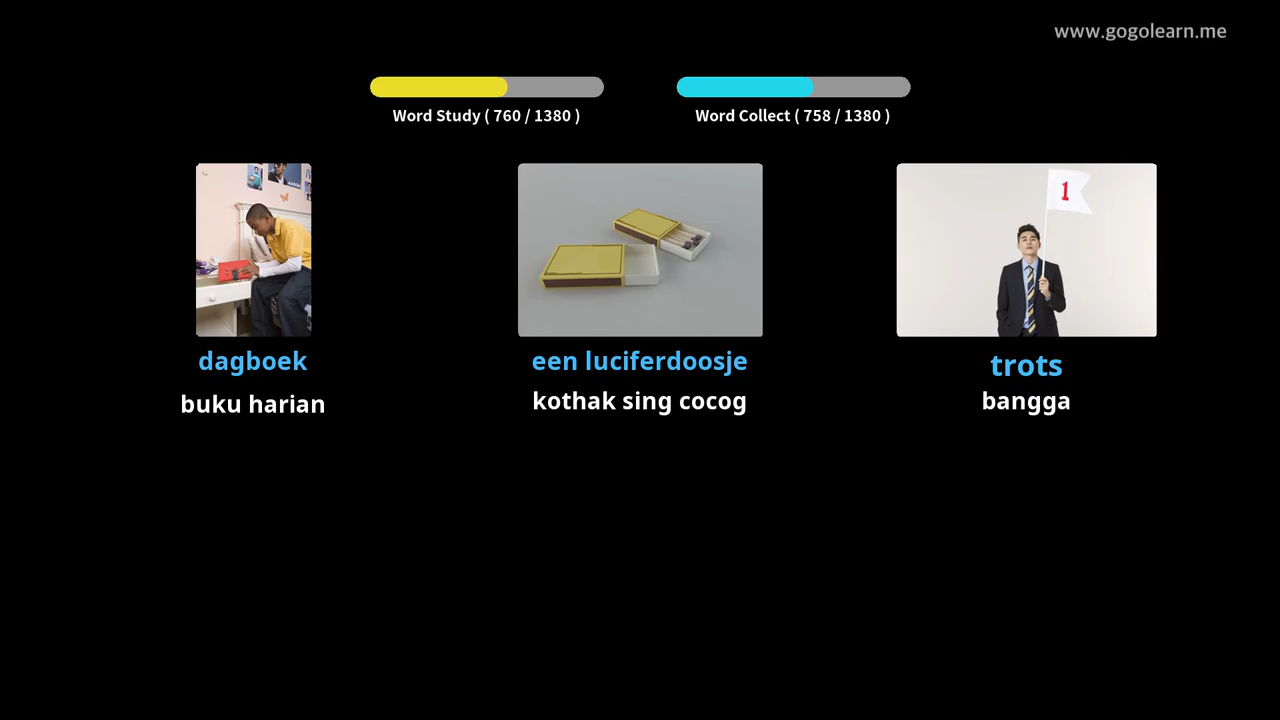 www.gogolearn.me
Word Study ( 760 / 1380 )
Word Collect ( 758 / 1380 )
1
dagboek
een luciferdoosje
trots
buku harian
kothak sing cocog
bangga